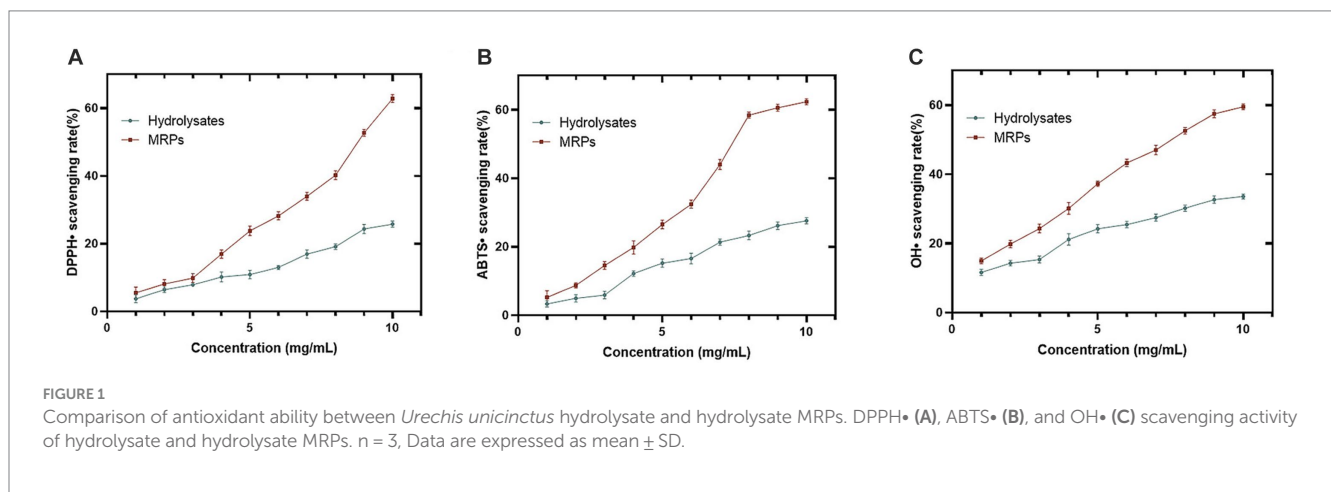 A
DPPH• scavenging rate(%)
60
40
20
0
Hydrolysates
MRPs
0
5
10
Concentration (mg/mL)
B
ABTS• scavenging rate(%)
60
40
20
0
Hydrolysates
MRPs
0
5
10
Concentration (mg/mL)
C
OH• scavenging rate(%)
60
40
20
0
Hydrolysates
MRPs
0
5
10
Concentration (mg/mL)
FIGURE 1
Comparison of antioxidant ability between Urechis unicinctus hydrolysate and hydrolysate MRPs. DPPH• (A), ABTS• (B), and OH• (C) scavenging activity
of hydrolysate and hydrolysate MRPs. n = 3, Data are expressed as mean ± SD.